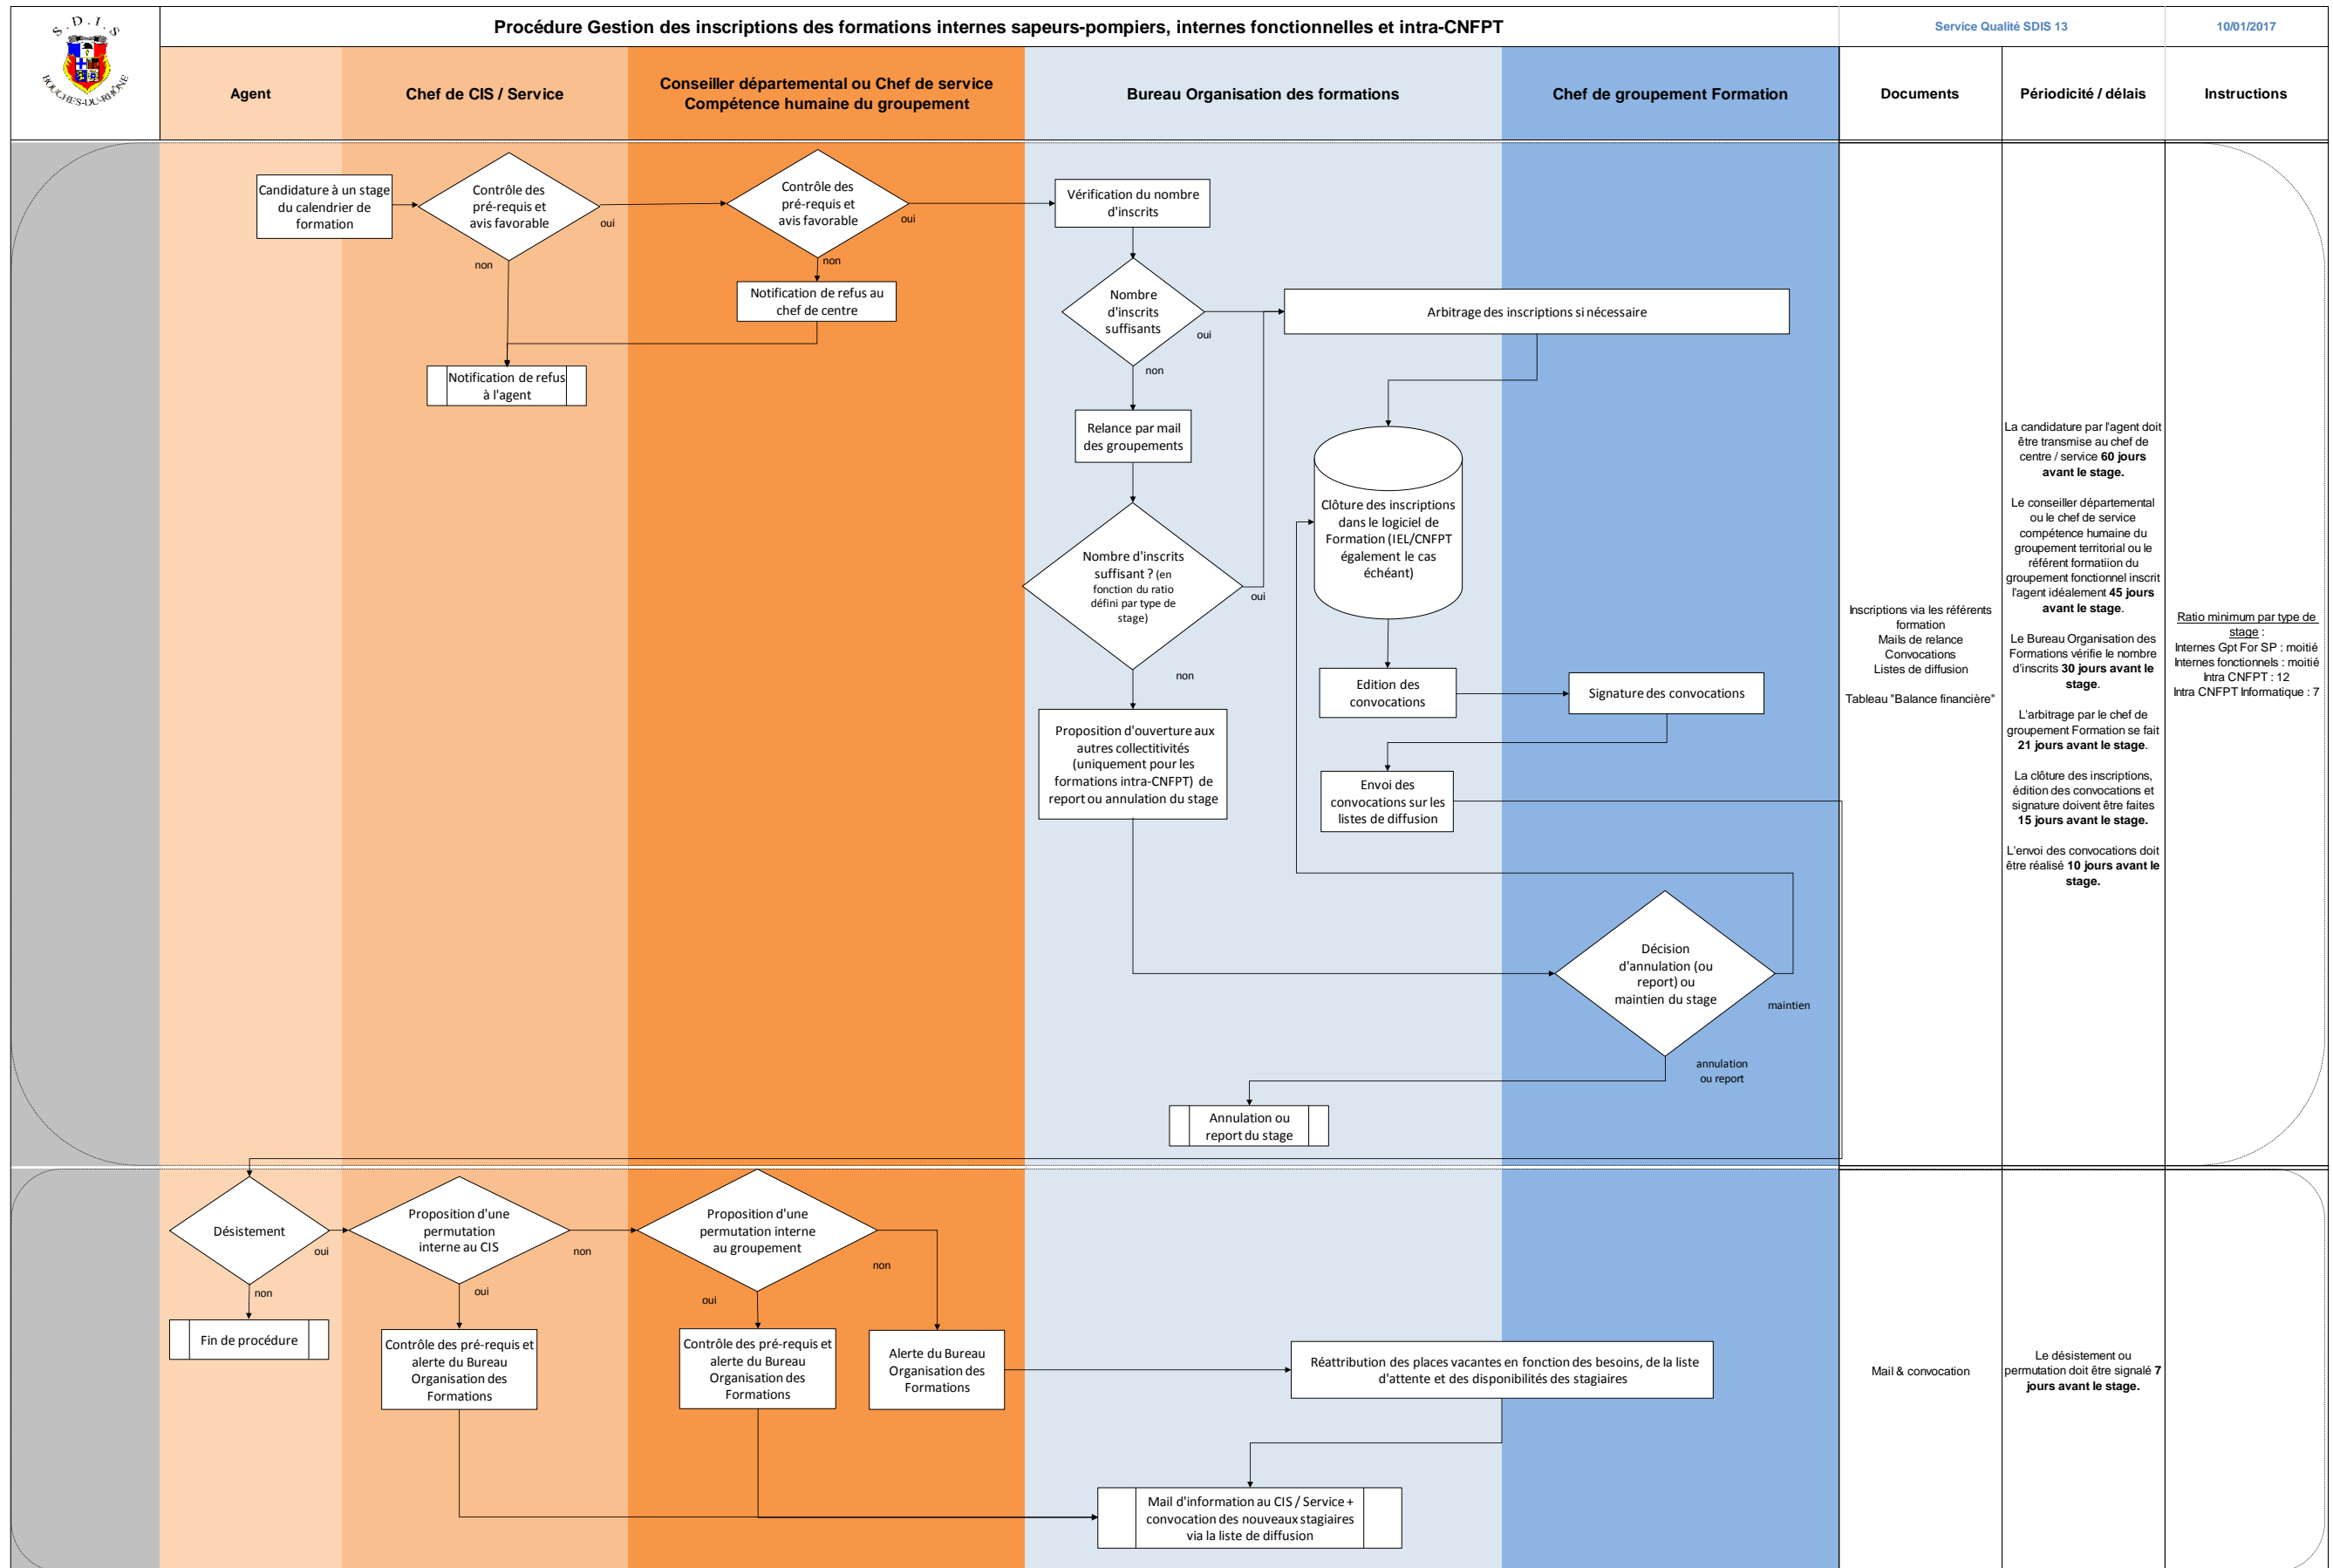 S.D.I.S
BOUCHES-DU-RHÔNE
Procédure Gestion des inscriptions des formations internes sapeurs-pompiers, internes fonctionnelles et intra-CNFPT
Service Qualité SDIS 13
10/01/2017
Agent
Chef de CIS / Service
Conseiller départemental ou Chef de service
Compétence humaine du groupement
Bureau Organisation des formations
Chef de groupement Formation
Documents
Périodicité / délais
Instructions
Candidature à un stage
du calendrier de
formation
Contrôle des
pré-requis et
avis favorable
oui
non
Contrôle des
pré-requis et
avis favorable
oui
non
Notification de refus au
chef de centre
Notification de refus
à l'agent
Vérification du nombre
d'inscrits
Nombre
d'inscrits
suffisants
oui
non
Arbitrage des inscriptions si nécessaire
Relance par mail
des groupements
Nombre d'inscrits
suffisant ? (en
fonction du ratio
défini par type de
stage)
oui
non
Clôture des inscriptions
dans le logiciel de
Formation (IEL/CNFPT
également le cas
échéant)
Edition des
convocations
Signature des convocations
Proposition d'ouverture aux
autres collectitivités
(uniquement pour les
formations intra-CNFPT) de
report ou annulation du stage
Envoi des
convocations sur les
listes de diffusion
Décision
d'annulation (ou
report) ou
maintien du stage
maintien
annulation
ou report
Annulation ou
report du stage
Inscriptions via les référents
formation
Mails de relance
Convocations
Listes de diffusion
Tableau "Balance financière"
La candidature par l'agent doit
être transmise au chef de
centre / service 60 jours
avant le stage.
Le conseiller départemental
ou le chef de service
compétence humaine du
groupement territorial ou le
référent formatiion du
groupement fonctionnel inscrit
l'agent idéalement 45 jours
avant le stage.
Le Bureau Organisation des
Formations vérifie le nombre
d'inscrits 30 jours avant le
stage.
L'arbitrage par le chef de
groupement Formation se fait
21 jours avant le stage.
La clôture des inscriptions,
édition des convocations et
signature doivent être faites
15 jours avant le stage.
L'envoi des convocations doit
être réalisé 10 jours avant le
stage.
Ratio minimum par type de
stage :
Internes Gpt For SP : moitié
Internes fonctionnels : moitié
Intra CNFPT : 12
Intra CNFPT Informatique : 7
Désistement
oui
non
Fin de procédure
Proposition d'une
permutation
interne au CIS
non
oui
Contrôle des pré-requis et
alerte du Bureau
Organisation des
Formations
Proposition d'une
permutation interne
au groupement
non
oui
Contrôle des pré-requis et
alerte du Bureau
Organisation des
Formations
Alerte du Bureau
Organisation des
Formations
Réattribution des places vacantes en fonction des besoins, de la liste
d'attente et des disponibilités des stagiaires
Mail d'information au CIS / Service +
convocation des nouveaux stagiaires
via la liste de diffusion
Mail & convocation
Le désistement ou
permutation doit être signalé 7
jours avant le stage.